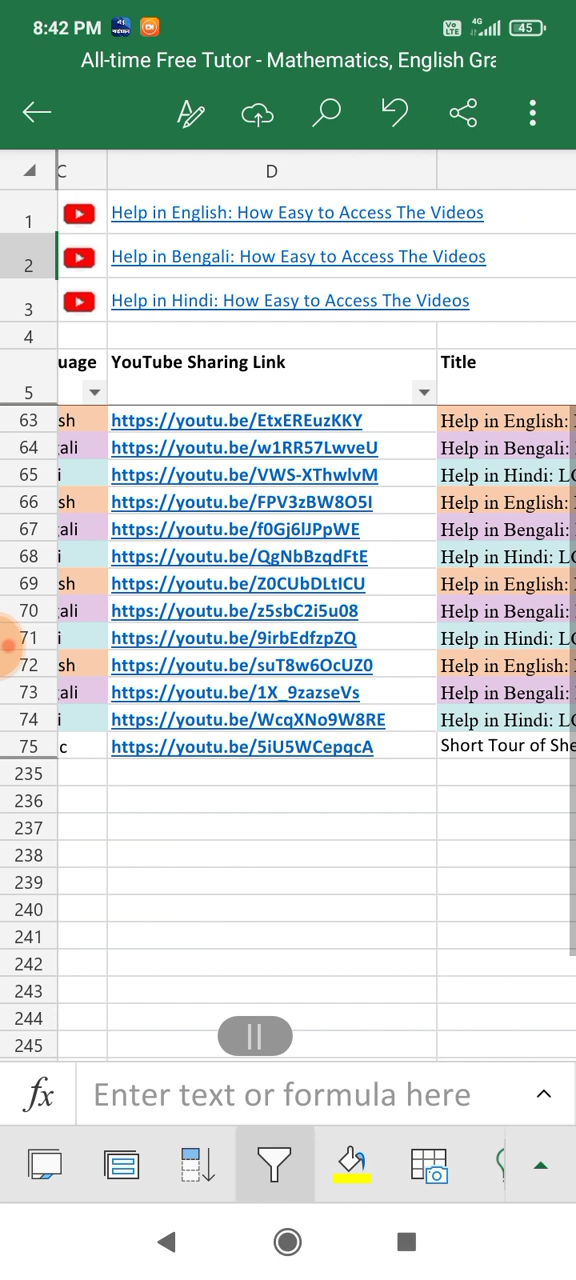 8:42 PM
Vo LTE 4G 45
All-time Free Tutor - Mathematics, English Gra
C D
1 Help in English: How Easy to Access The Videos
2 Help in Bengali: How Easy to Access The Videos
3 Help in Hindi: How Easy to Access The Videos
4
5 uage YouTube Sharing Link Title
63 sh https://youtu.be/EtxEREuzKKY Help in English:
64 ali https://youtu.be/w1RR57LwveU Help in Bengali:
65 i https://youtu.be/VWS-XThwlvM Help in Hindi: LO
66 sh https://youtu.be/FPV3zBW8O5I Help in English:
67 ali https://youtu.be/f0Gj6lJPpWE Help in Bengali:
68 i https://youtu.be/QgNbBzqdFtE Help in Hindi: LO
69 sh https://youtu.be/Z0CUbDLtlCU Help in English:
70 ali https://youtu.be/z5sbC2i5u08 Help in Bengali:
71 i https://youtu.be/9irbEdfzpZQ Help in Hindi: LO
72 sh https://youtu.be/suT8w6OcUZ0 Help in English:
73 ali https://youtu.be/1X_9zazseVs Help in Bengali:
74 i https://youtu.be/WcqXNo9W8RE Help in Hindi: LO
75 c https://youtu.be/5iU5WCepqcA Short Tour of She
235
236
237
238
239
240
241
242
243
244
245
fx Enter text or formula here